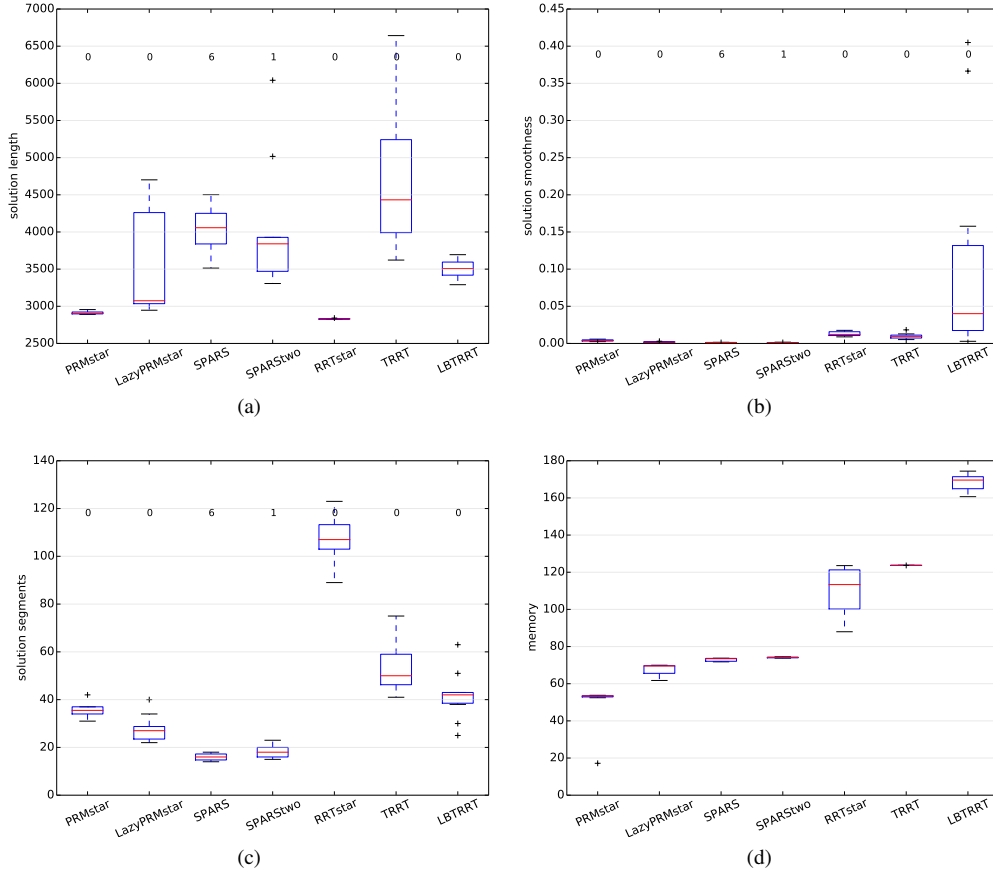 7000
6500
6000
5500
5000
4500
4000
3500
3000
2500
solution length
0 0 6 1 0 0 0
PRMstar LazyPRMstar SPARS SPARStwo RRTstar TRRT LBTRRT
(a)
0.45
0.40
0.35
0.30
0.25
0.20
0.15
0.10
0.05
0.00
solution smoothness
0 0 6 1 0 0 0
PRMstar LazyPRMstar SPARS SPARStwo RRTstar TRRT LBTRRT
(b)
140
120
100
80
60
40
20
0
solution segments
0 0 6 1 0 0 0
PRMstar LazyPRMstar SPARS SPARStwo RRTstar TRRT LBTRRT
(c)
180
160
140
120
100
80
60
40
20
0
memory
PRMstar LazyPRMstar SPARS SPARStwo RRTstar TRRT LBTRRT
(d)